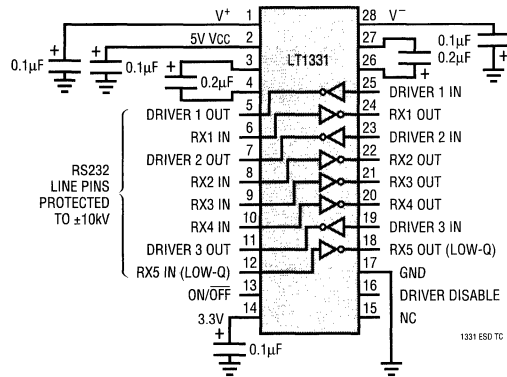 V+ 1 28 V−
5V VCC 2 27
0.1µF 0.1µF 3 LT1331 26 0.1µF 0.2µF
0.2µF 4 25 DRIVER 1 IN
DRIVER 1 OUT 5 24 RX1 OUT
RX1 IN 6 23 DRIVER 2 IN
DRIVER 2 OUT 7 22 RX2 OUT
RX2 IN 8 21 RX3 OUT
RX3 IN 9 20 RX4 OUT
RX4 IN 10 19 DRIVER 3 IN
DRIVER 3 OUT 11 18 RX5 OUT (LOW-Q)
RX5 IN (LOW-Q) 12 17 GND
ON/OFF 13 16 DRIVER DISABLE
3.3V 14 15 NC
0.1µF
RS232
LINE PINS
PROTECTED
TO ±10kV
+ + + + + +
1331 ESD TC